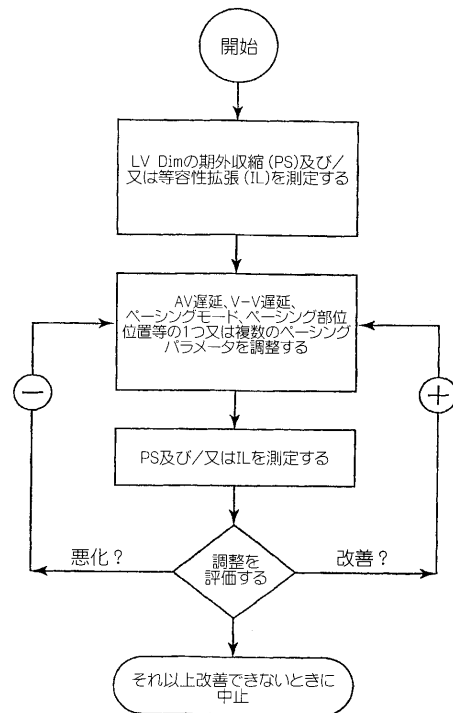 開始
LV Dimの期外収縮(PS)及び/
又は等容性拡張(IL)を測定する
AV遅延、V-V遅延、
ペーシングモード、ペーシング部位
位置等の1つ又は複数のペーシング
パラメータを調整する
−
+
PS及び/又はILを測定する
悪化?
調整を
評価する
改善?
それ以上改善できないときに
中止